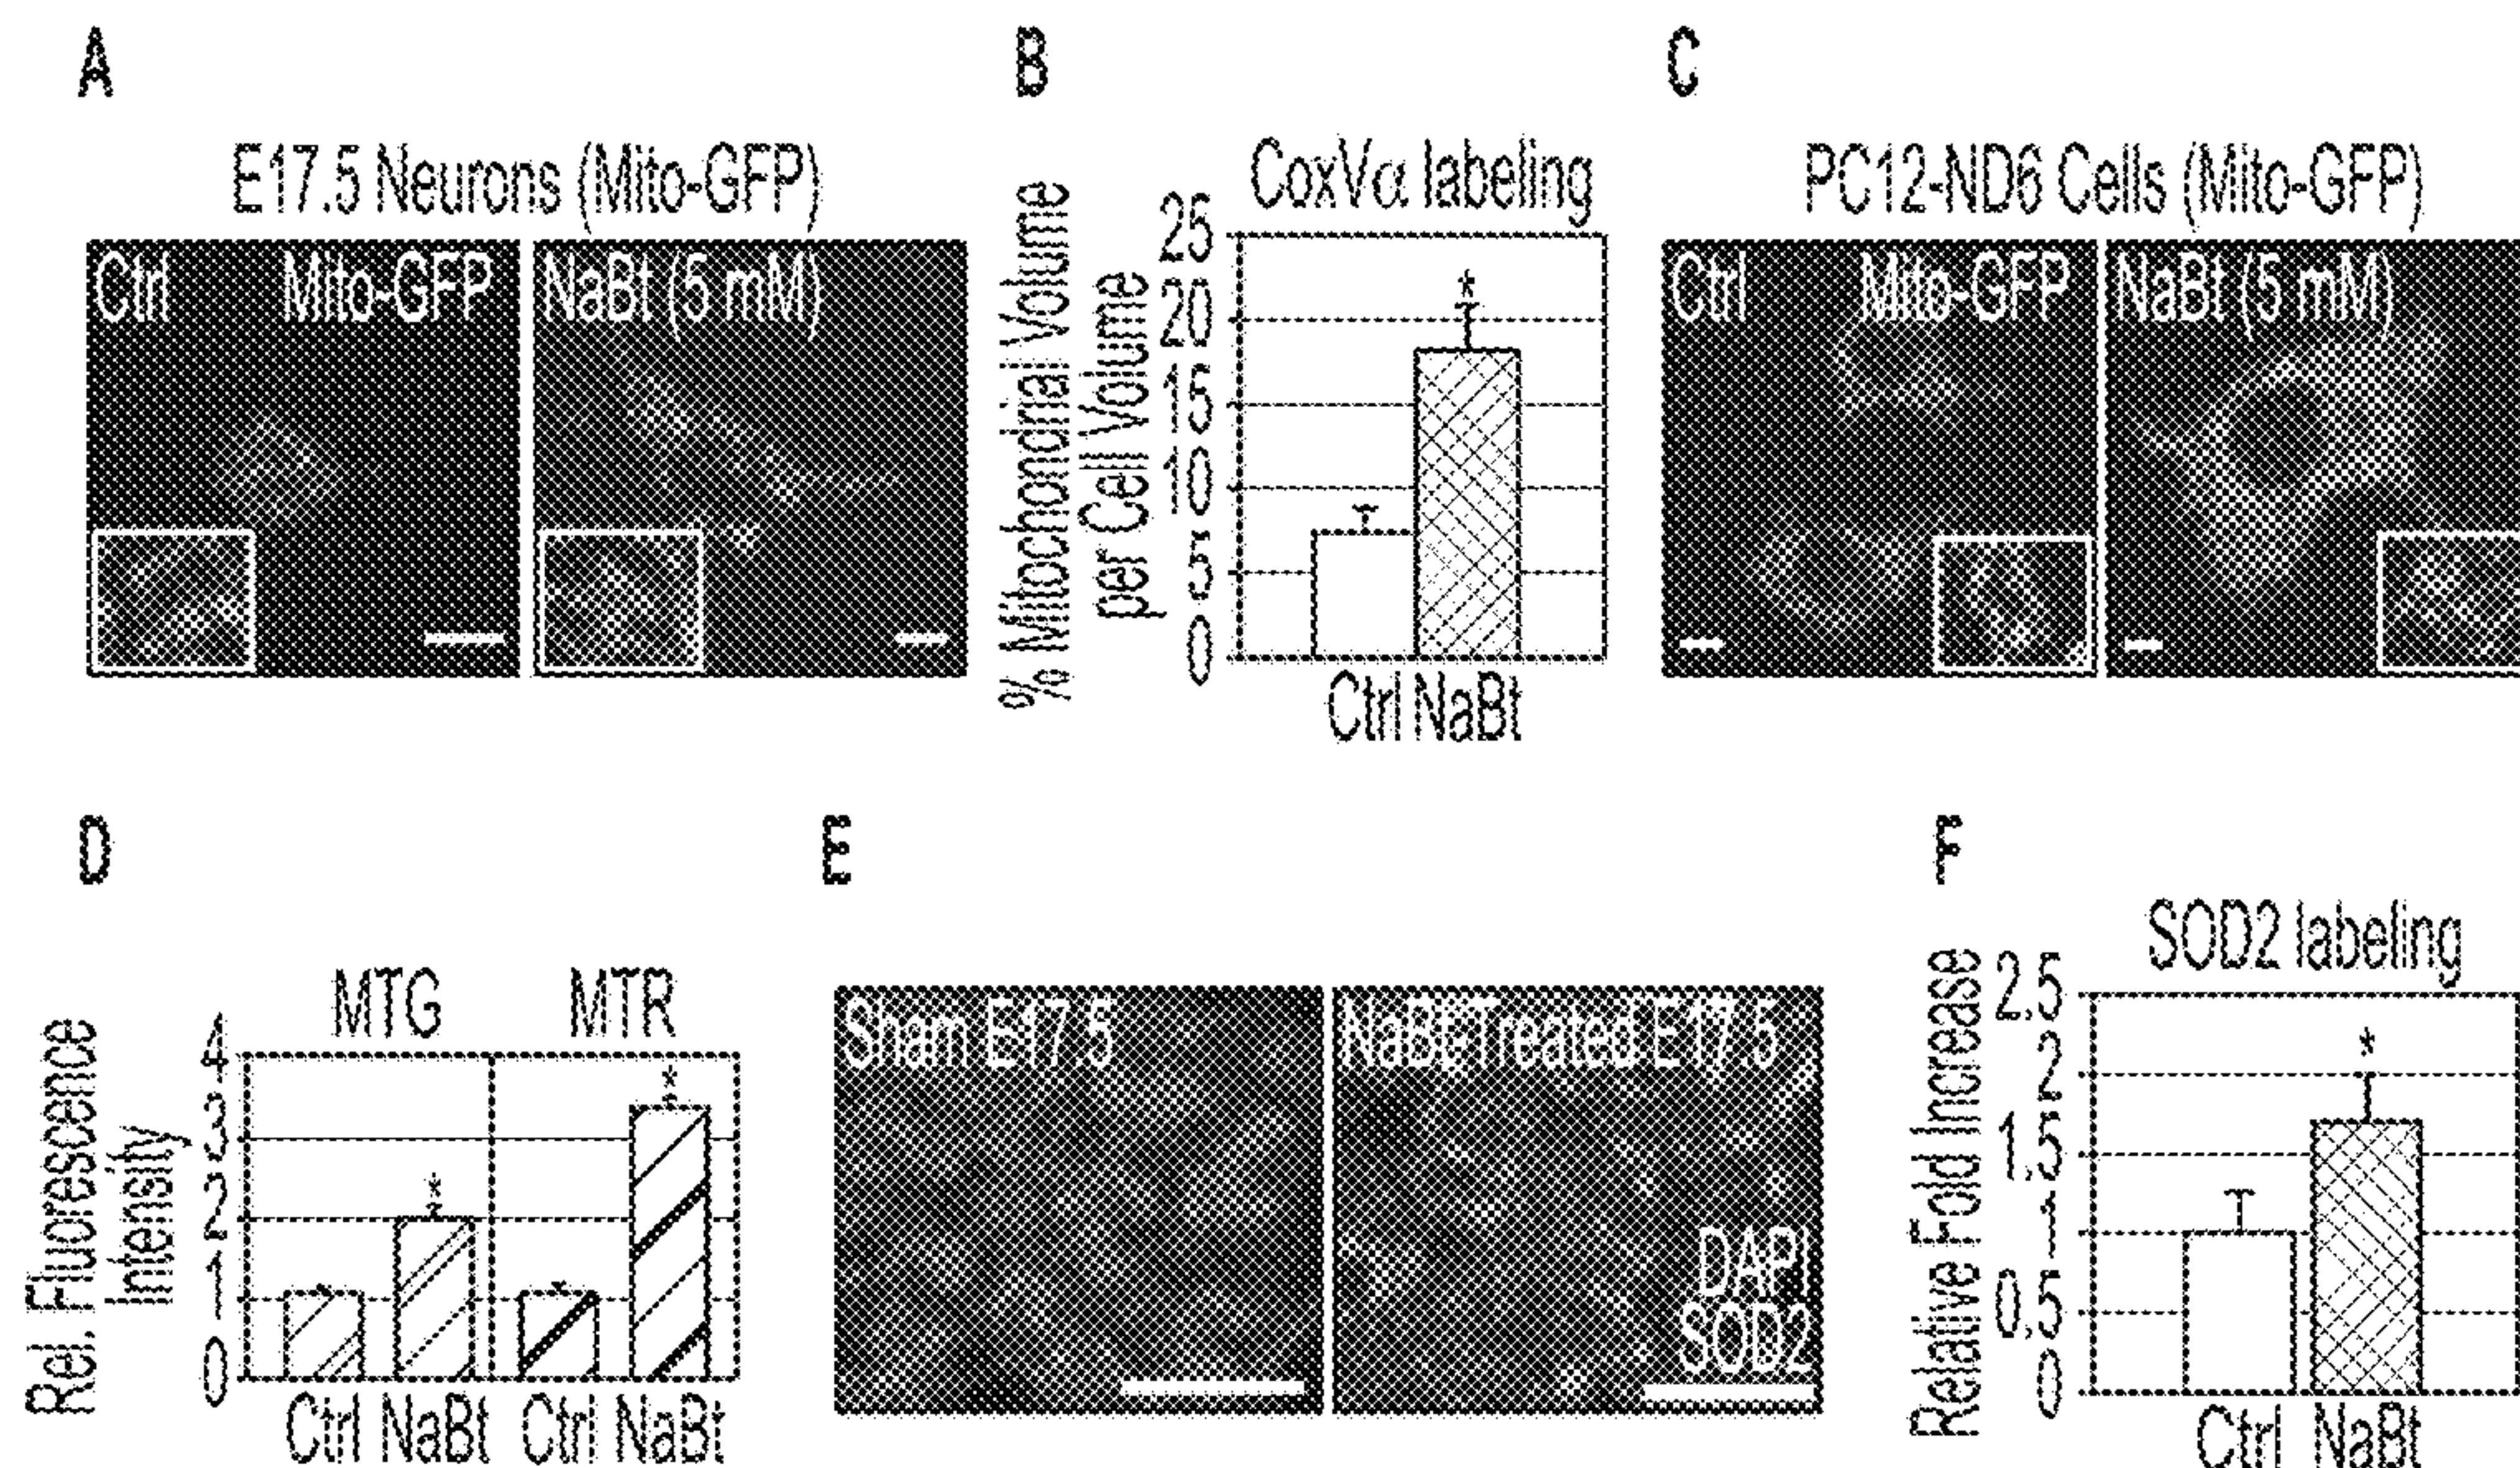 A
E17.5 Neurons (Mito-GFP)
Ctrl
Mito-GFP
NaBt (5 mM)
B
CoxVα labeling
% Mitochondrial Volume
per Cell Volume
25
20
15
10
5
0
*
Ctrl NaBt
C
PC12-ND6 Cells (Mito-GFP)
Ctrl
Mito-GFP
NaBt (5 mM)
D
MTG
MTR
Rel. Fluorescence
Intensity
4
3
2
1
0
*
*
Ctrl NaBt Ctrl NaBt
E
Sham E17.5
NaBt-Treated E17.5
DAPI
SOD2
F
SOD2 labeling
Relative Fold Increase
2.5
2
1.5
1
0.5
0
*
Ctrl NaBt